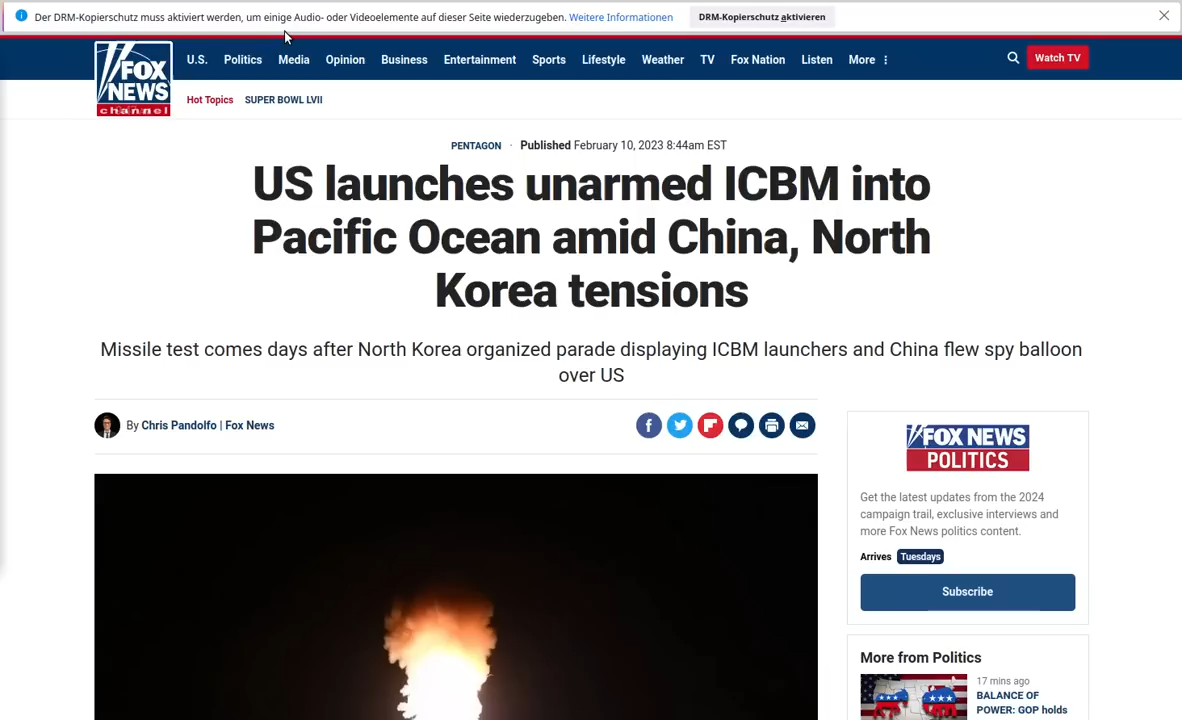 Der DRM-Kopierschutz muss aktiviert werden, um einige Audio- oder Videoelemente auf dieser Seite wiederzugeben. Weitere Informationen DRM-Kopierschutz aktivieren
FOX NEWS channel
U.S. Politics Media Opinion Business Entertainment Sports Lifestyle Weather TV Fox Nation Listen More Watch TV
Hot Topics SUPER BOWL LVII
PENTAGON · Published February 10, 2023 8:44am EST
US launches unarmed ICBM into
Pacific Ocean amid China, North
Korea tensions
Missile test comes days after North Korea organized parade displaying ICBM launchers and China flew spy balloon
over US
By Chris Pandolfo | Fox News
FOX NEWS
POLITICS
Get the latest updates from the 2024
campaign trail, exclusive interviews and
more Fox News politics content.
Arrives Tuesdays
Subscribe
More from Politics
17 mins ago
BALANCE OF
POWER: GOP holds